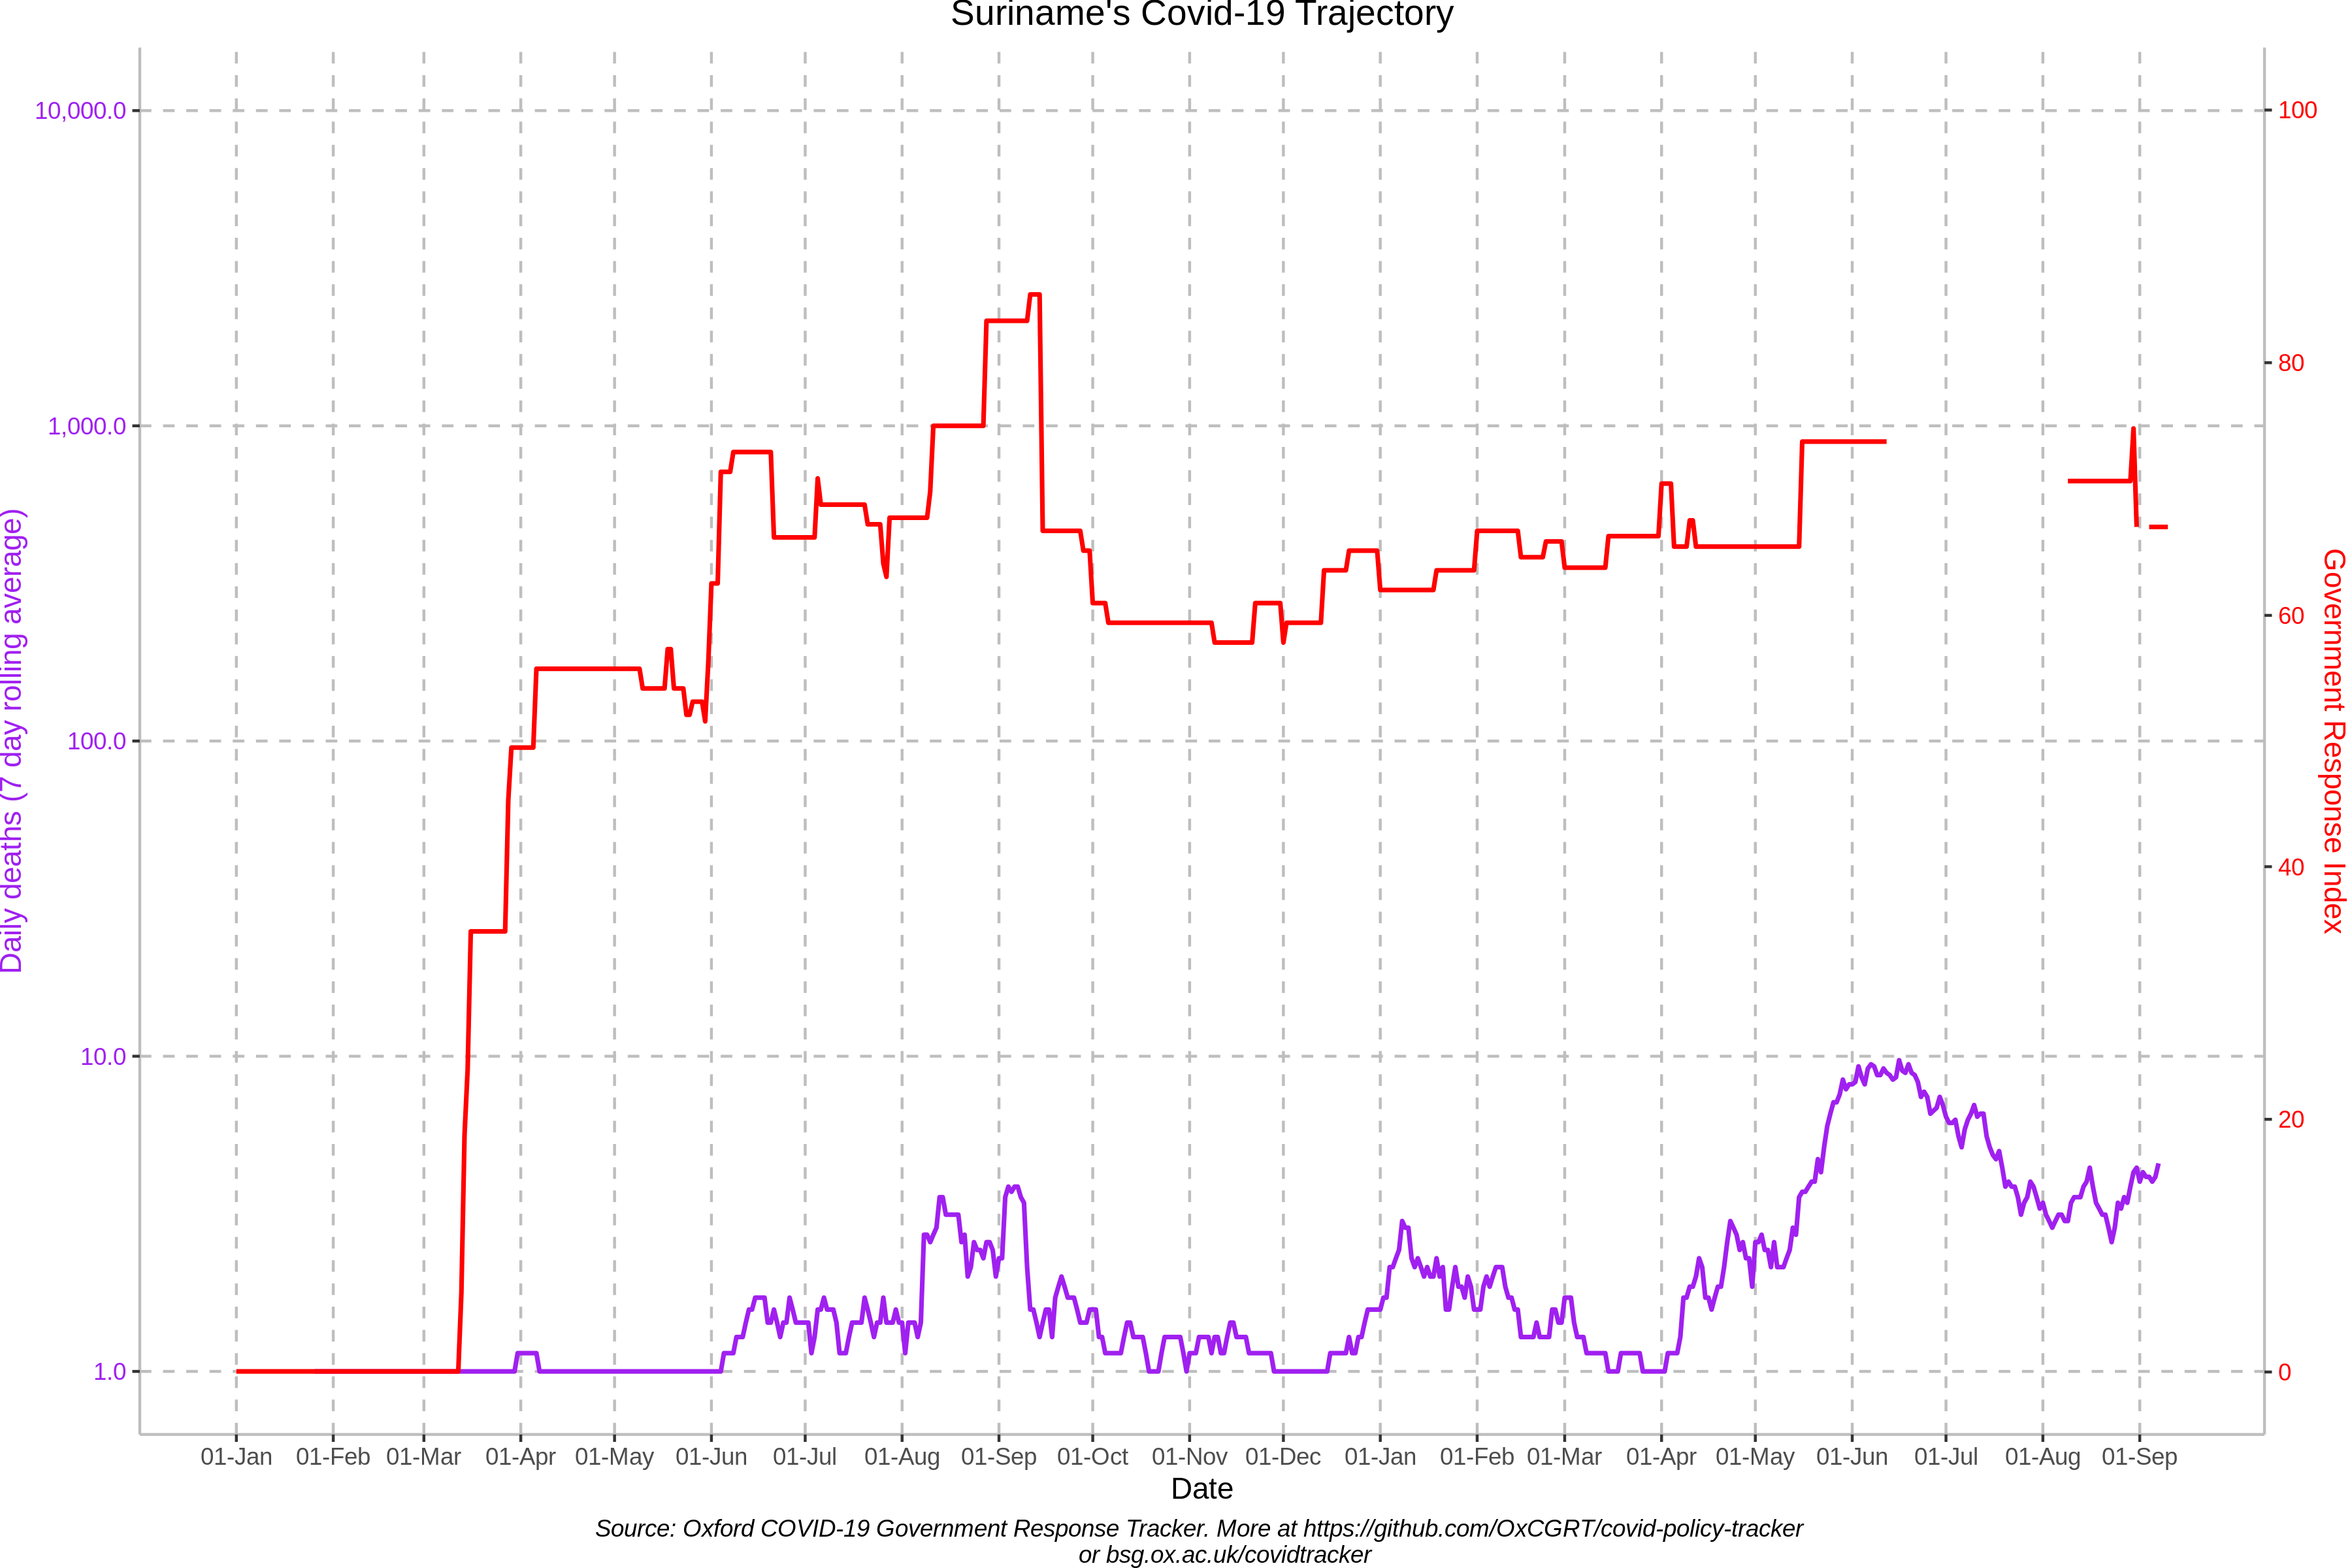 Suriname's Covid-19 Trajectory
Daily deaths (7 day rolling average)
10,000.0
1,000.0
100.0
10.0
1.0
100
80
60
40
20
0
Government Response Index
01-Jan 01-Feb 01-Mar 01-Apr 01-May 01-Jun 01-Jul 01-Aug 01-Sep 01-Oct 01-Nov 01-Dec 01-Jan 01-Feb 01-Mar 01-Apr 01-May 01-Jun 01-Jul 01-Aug 01-Sep
Date
Source: Oxford COVID-19 Government Response Tracker. More at https://github.com/OxCGRT/covid-policy-tracker
or bsg.ox.ac.uk/covidtracker